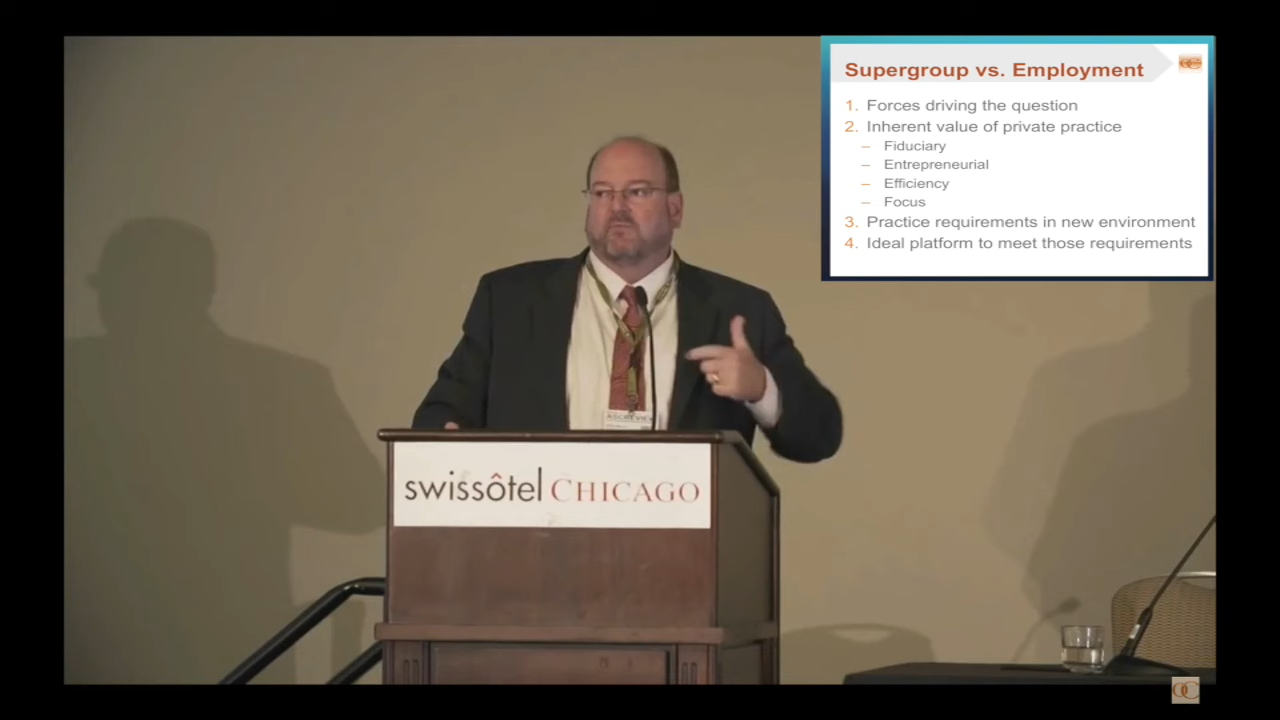 Supergroup vs. Employment
1. Forces driving the question
2. Inherent value of private practice
– Fiduciary
– Entrepreneurial
– Efficiency
– Focus
3. Practice requirements in new environment
4. Ideal platform to meet those requirements
swissôtel CHICAGO